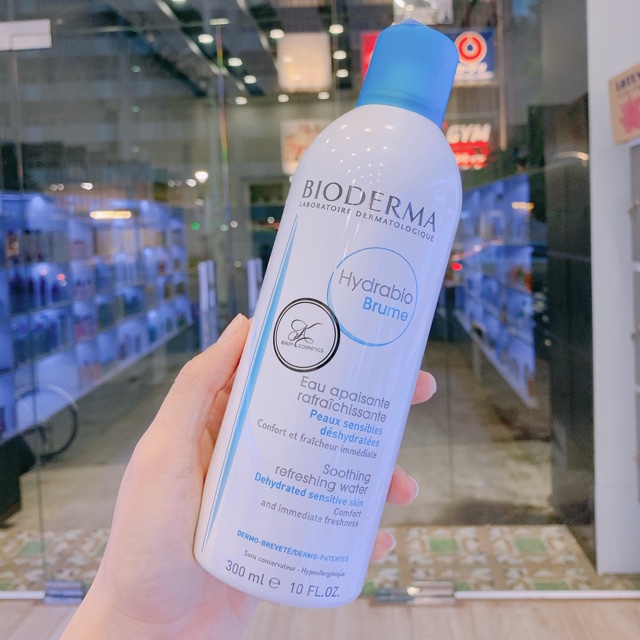 BIODERMA
LABORATOIRE DERMATOLOGIQUE
Hydrabio
Brume
Eau apaisante
rafraîchissante
Peaux sensibles
déshydratées
Confort et fraîcheur immédiate
Soothing
refreshing water
Dehydrated sensitive skin
Comfort
and immediate freshness
DERMO-BREVETÉ/DERMO-PATENTED
Sans conservateur - Hypoallergénique
300 ml e 10 FL.OZ.
GYM